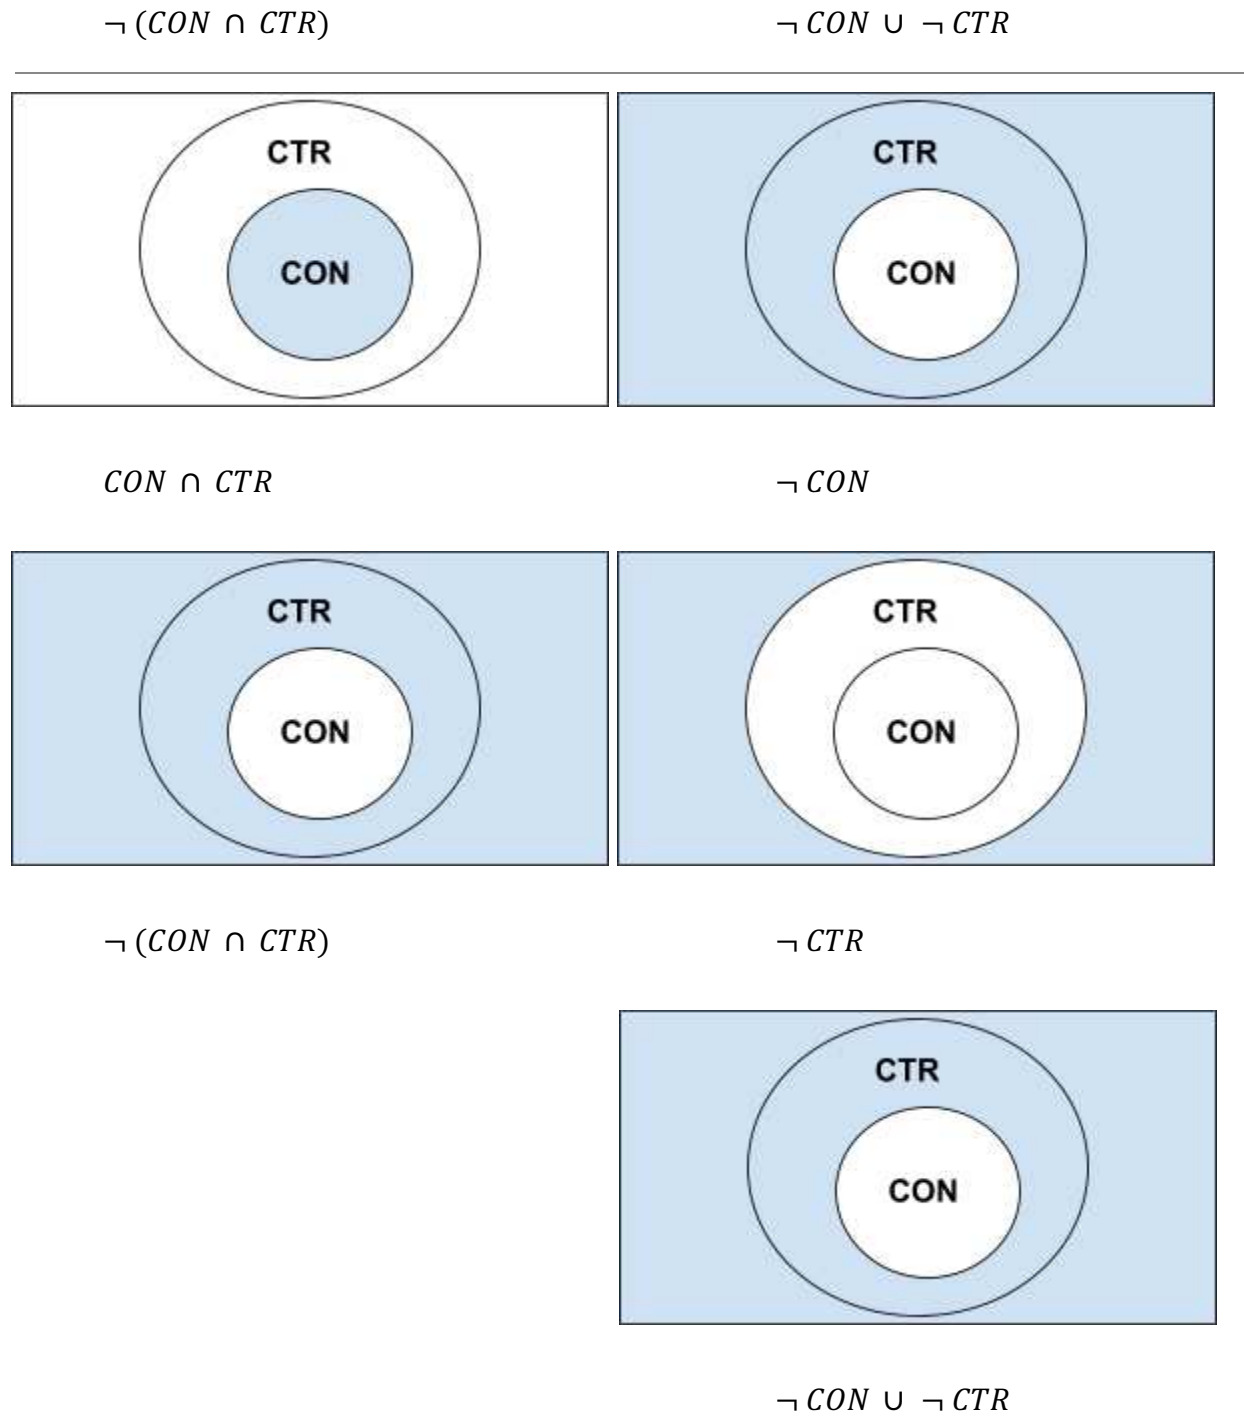 ¬ (CON ∩ CTR) ¬ CON ∪ ¬ CTR
CTR CTR
CON CON
CON ∩ CTR ¬ CON
CTR CTR
CON CON
¬ (CON ∩ CTR) ¬ CTR
CTR
CON
¬ CON ∪ ¬ CTR